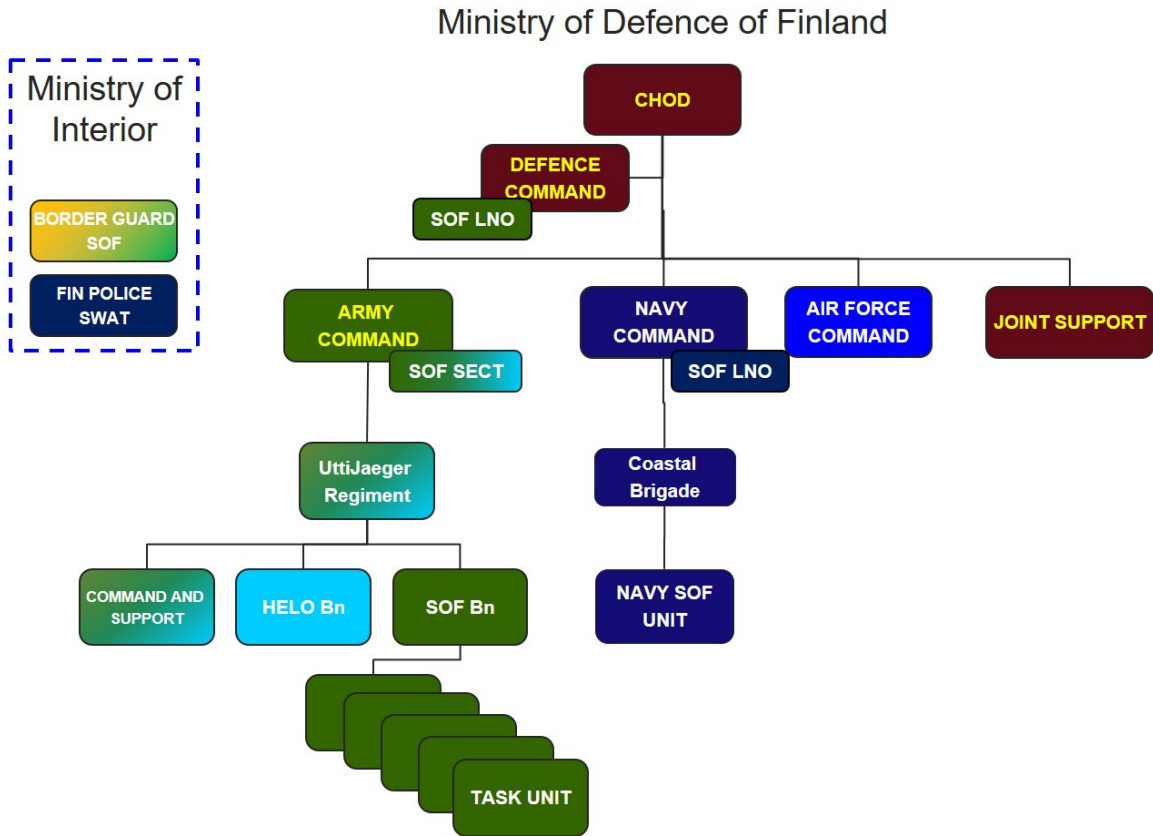 Ministry of Defence of Finland
Ministry of
Interior
BORDER GUARD
SOF
FIN POLICE
SWAT
CHOD
DEFENCE
COMMAND
SOF LNO
ARMY
COMMAND
SOF SECT
NAVY
COMMAND
SOF LNO
AIR FORCE
COMMAND
JOINT SUPPORT
UttiJaeger
Regiment
Coastal
Brigade
COMMAND AND
SUPPORT
HELO Bn
SOF Bn
NAVY SOF
UNIT
TASK UNIT